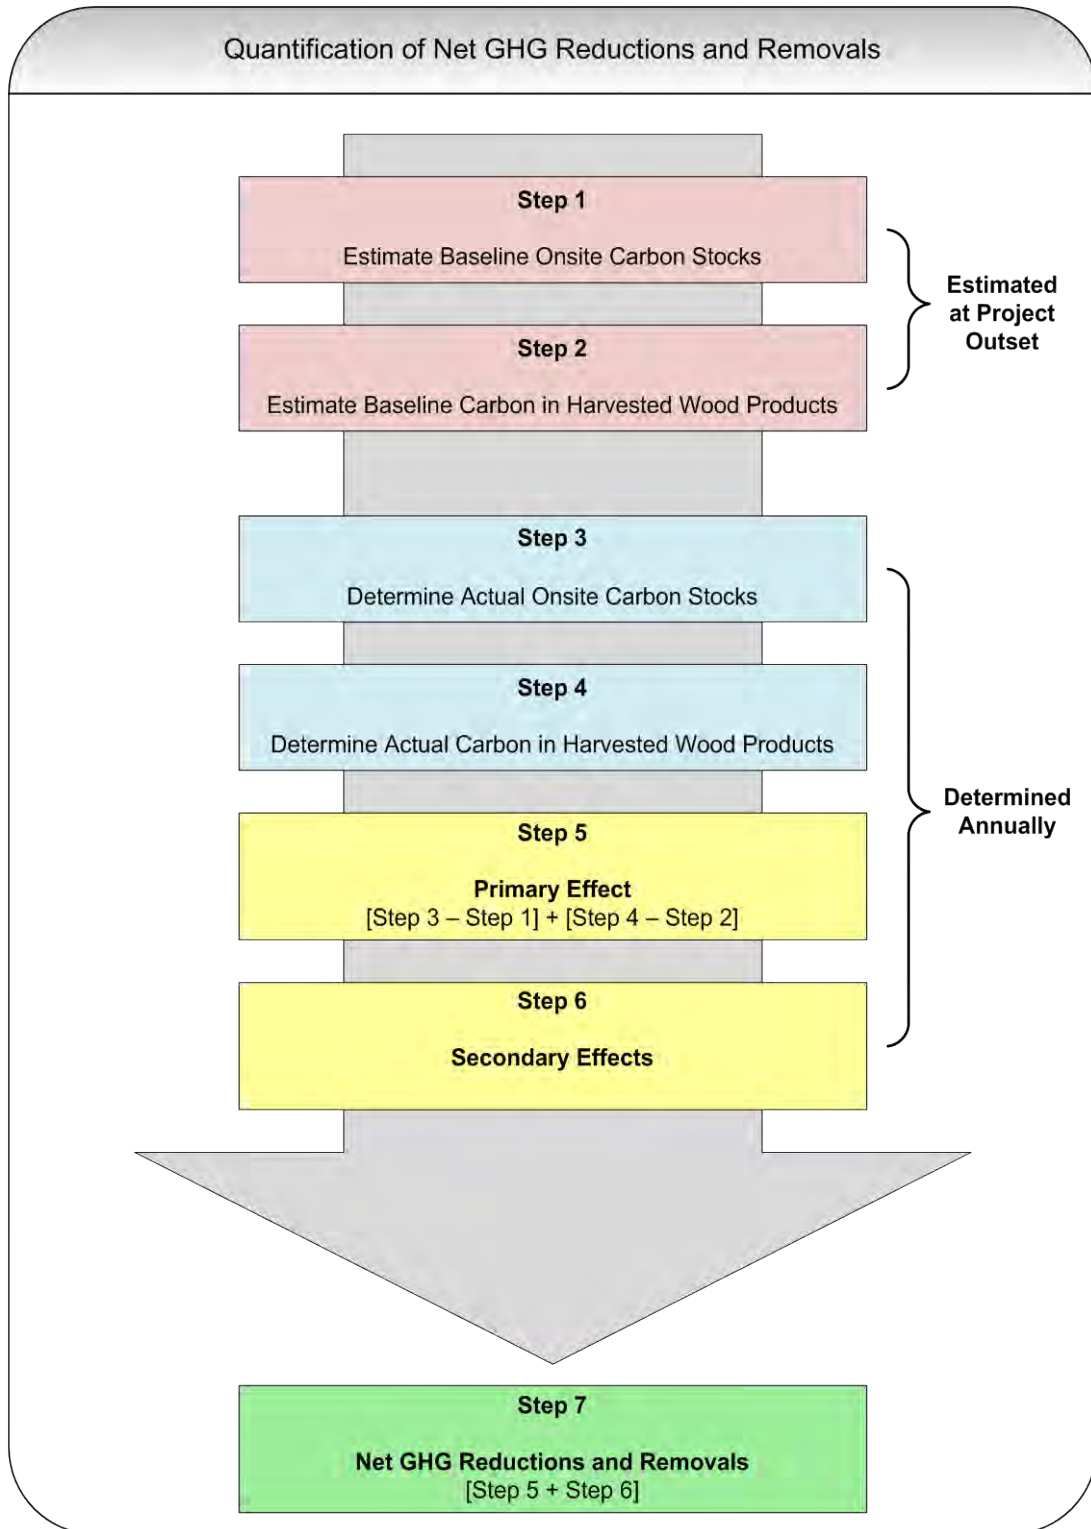 Quantification of Net GHG Reductions and Removals
Step 1
Estimate Baseline Onsite Carbon Stocks
Step 2
Estimate Baseline Carbon in Harvested Wood Products
Estimated
at Project
Outset
Step 3
Determine Actual Onsite Carbon Stocks
Step 4
Determine Actual Carbon in Harvested Wood Products
Step 5
Primary Effect
[Step 3 – Step 1] + [Step 4 – Step 2]
Step 6
Secondary Effects
Determined
Annually
Step 7
Net GHG Reductions and Removals
[Step 5 + Step 6]